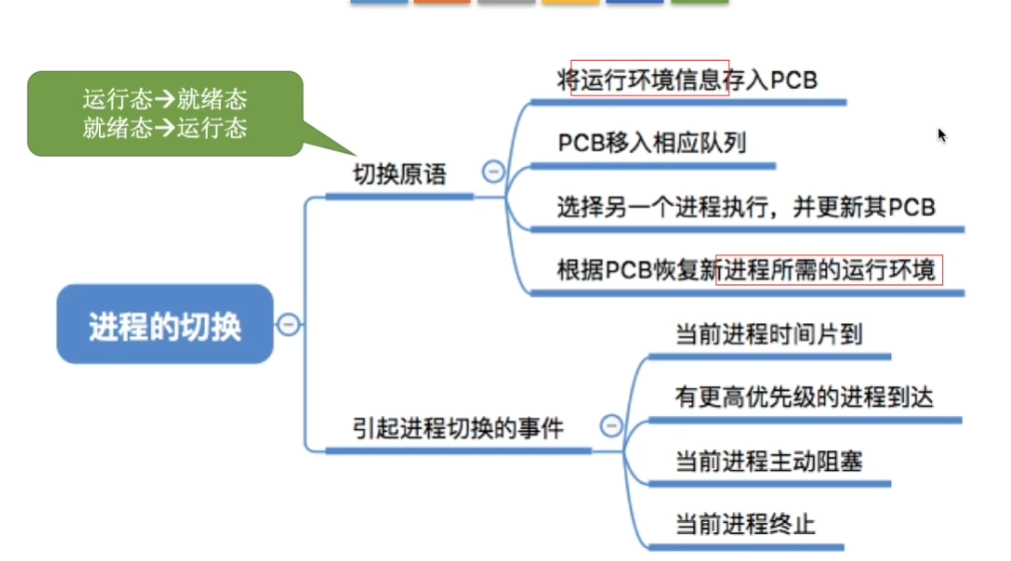 运行态→就绪态
就绪态→运行态
进程的切换
切换原语
将运行环境信息存入PCB
PCB移入相应队列
选择另一个进程执行，并更新其PCB
根据PCB恢复新进程所需的运行环境
引起进程切换的事件
当前进程时间片到
有更高优先级的进程到达
当前进程主动阻塞
当前进程终止